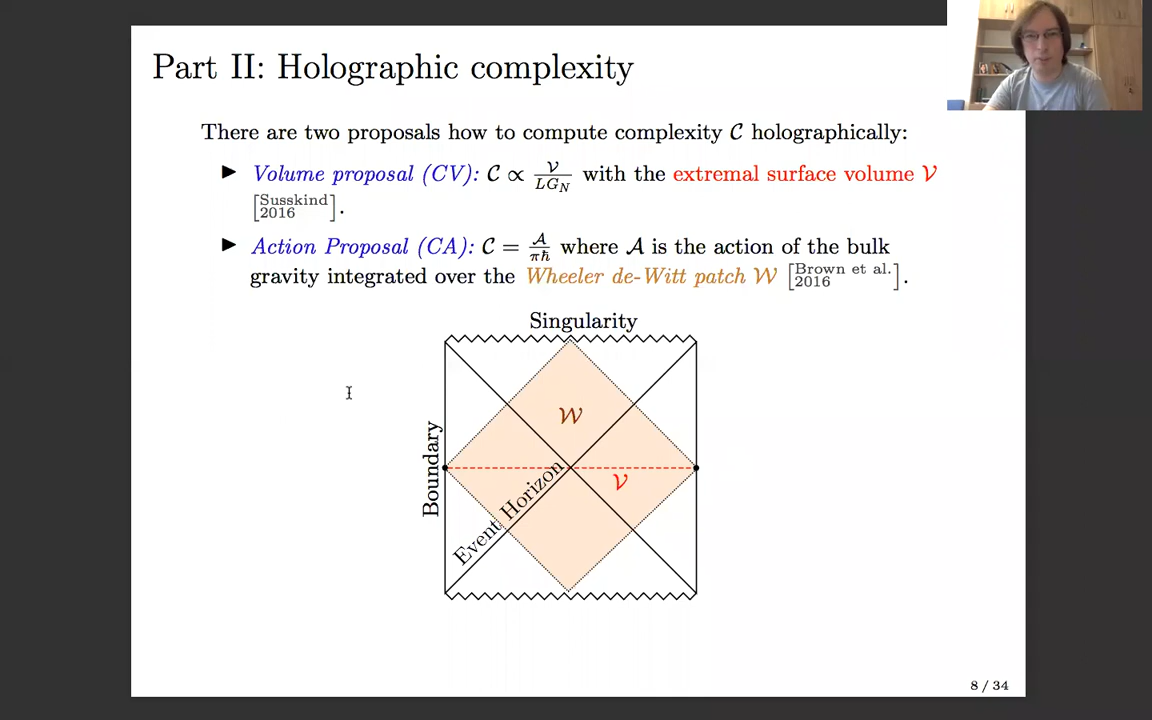 Part II: Holographic complexity
There are two proposals how to compute complexity 𝒞 holographically:
▶ Volume proposal (CV): 𝒞 ∝ 𝒱/LG_N with the extremal surface volume 𝒱
[Susskind 2016].
▶ Action Proposal (CA): 𝒞 = 𝒜/πħ where 𝒜 is the action of the bulk
gravity integrated over the Wheeler de-Witt patch 𝒲 [Brown et al. 2016].
Singularity
𝒲
Boundary
𝒱
Event Horizon
8 / 34